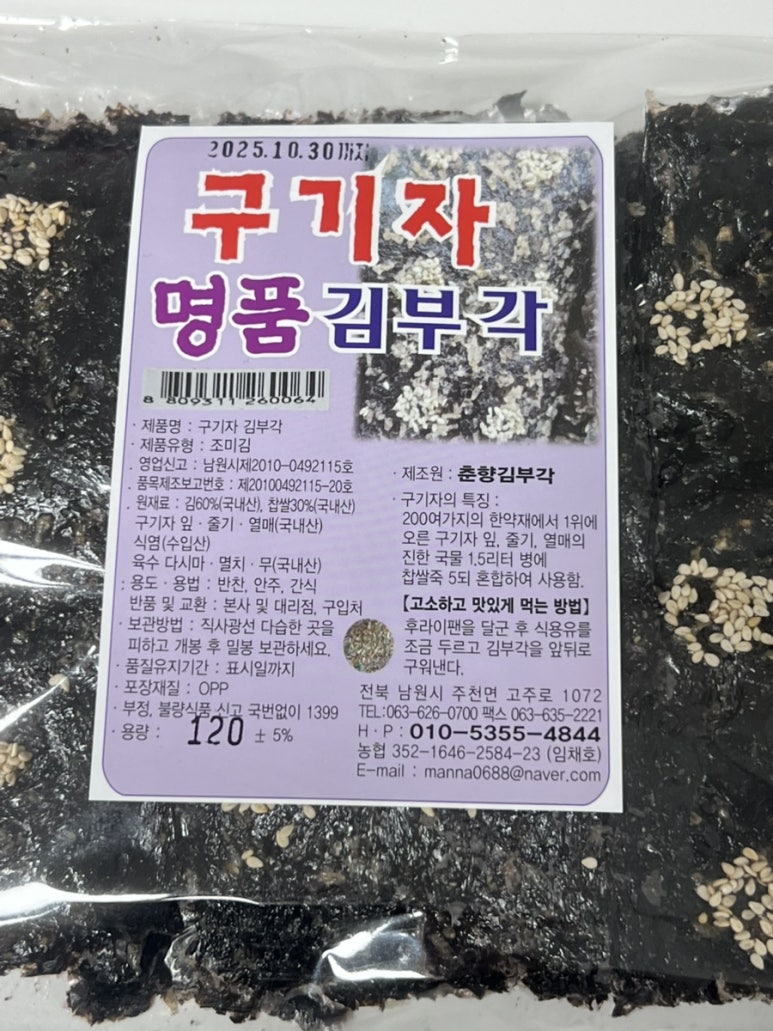 2025.10.30까지
구기자
명품 김부각
8 809311 260064
· 제품명 : 구기자 김부각
· 제품유형 : 조미김
· 영업신고 : 남원시제2010-0492115호
· 품목제조보고번호 : 제20100492115-20호
· 원재료 : 김60%(국내산), 찹쌀30%(국내산)
구기자 잎 · 줄기 · 열매(국내산)
식염(수입산)
육수 다시마 · 멸치 · 무(국내산)
· 용도 · 용법 : 반찬, 안주, 간식
반품 및 교환 : 본사 및 대리점, 구입처
· 보관방법 : 직사광선 다습한 곳을
피하고 개봉 후 밀봉 보관하세요.
· 품질유지기간 : 표시일까지
· 포장재질 : OPP
· 부정, 불량식품 신고 국번없이 1399
· 용량 : 120 ± 5%
· 제조원 : 춘향김부각
· 구기자의 특징 :
200여가지의 한약재에서 1위에
오른 구기자 잎, 줄기, 열매의
진한 국물 1.5리터 병에
찹쌀죽 5되 혼합하여 사용함.
【고소하고 맛있게 먹는 방법】
후라이팬을 달군 후 식용유를
조금 두르고 김부각을 앞뒤로
구워낸다.
전북 남원시 주천면 고주로 1072
TEL:063-626-0700 팩스 063-635-2221
H · P : 010-5355-4844
농협 352-1646-2584-23 (임채호)
E-mail : manna0688@naver.com